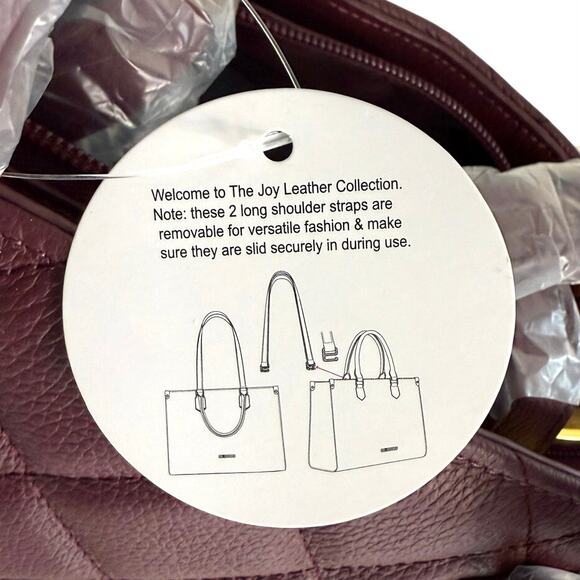 Welcome to The Joy Leather Collection.
Note: these 2 long shoulder straps are
removable for versatile fashion & make
sure they are slid securely in during use.